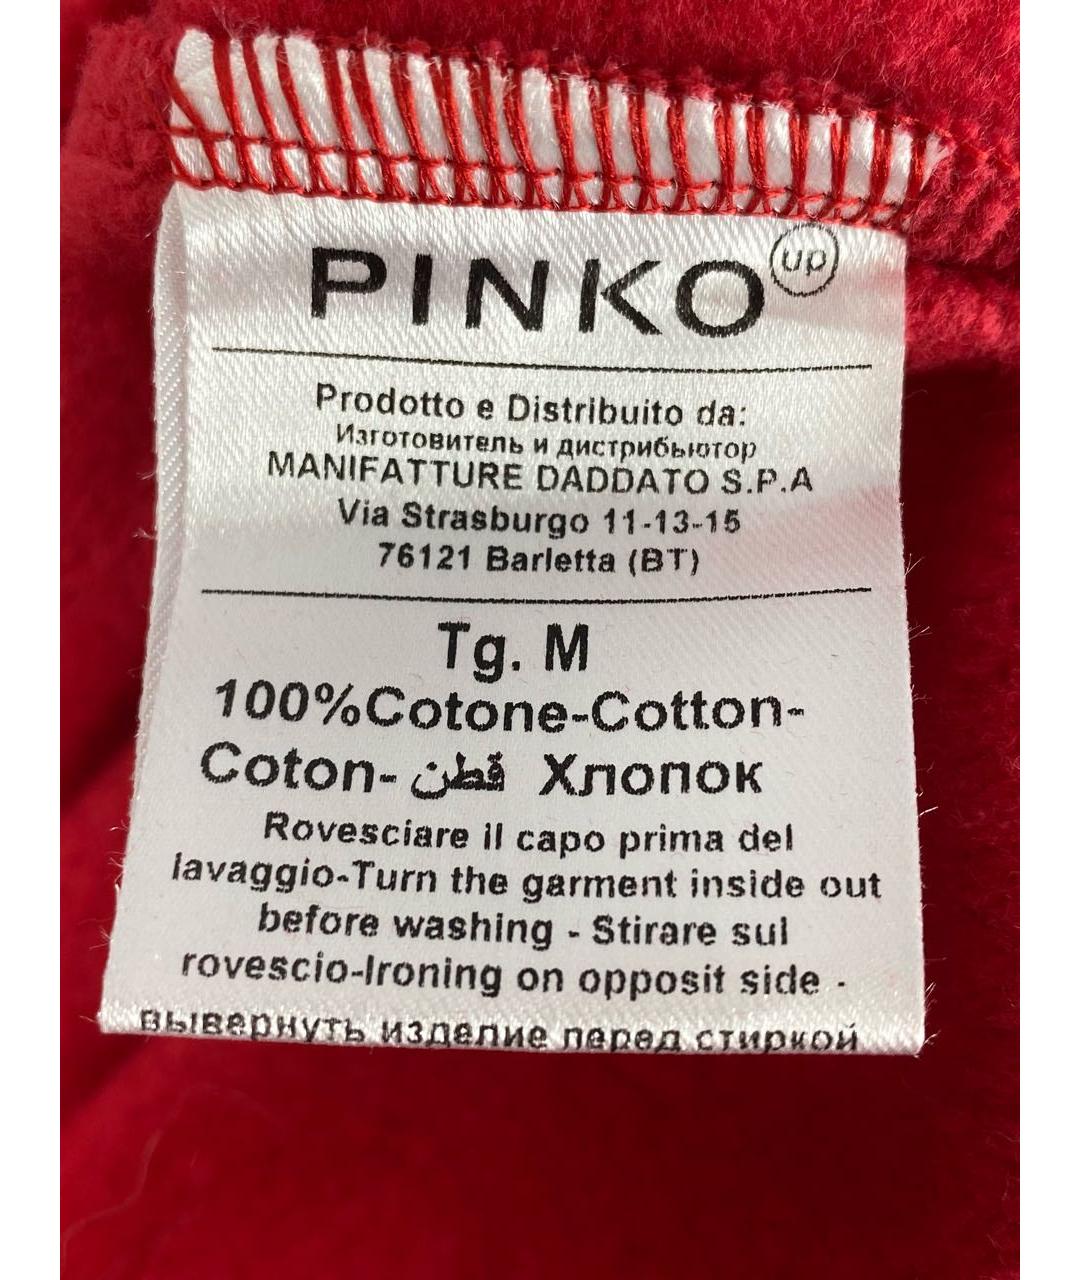 PINKO up
Prodotto e Distribuito da:
Изготовитель и дистрибьютор
MANIFATTURE DADDATO S.P.A
Via Strasburgo 11-13-15
76121 Barletta (BT)
Tg. M
100%Cotone-Cotton-
Coton- قطن Хлопок
Rovesciare il capo prima del
lavaggio-Turn the garment inside out
before washing - Stirare sul
rovescio-Ironing on opposit side -
вывернуть изделие перед стиркой